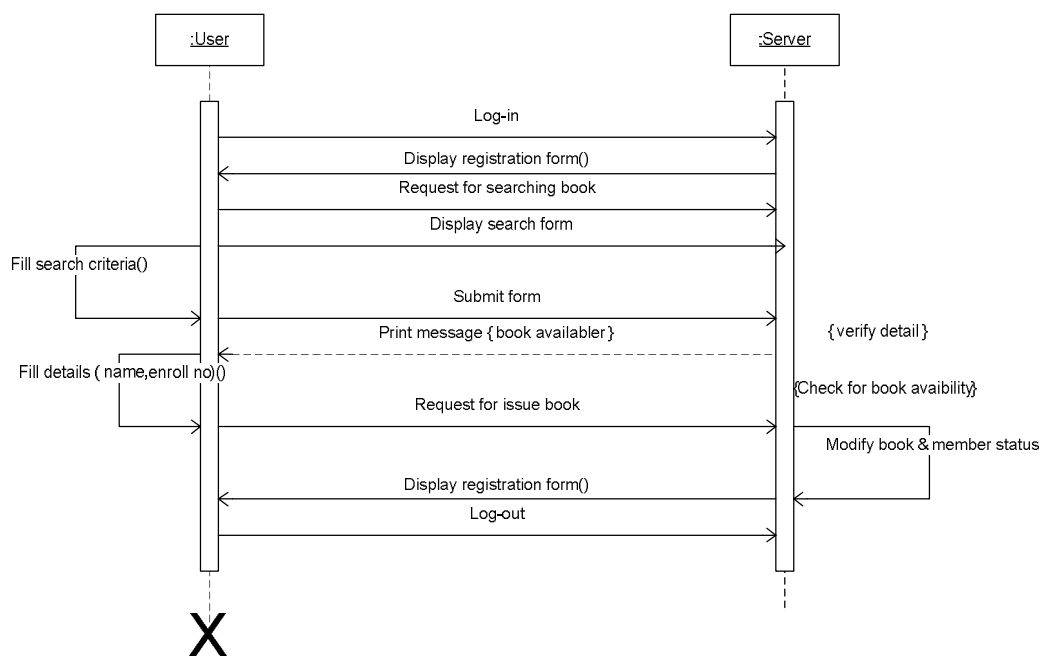 :User
:Server
Log-in
Display registration form()
Request for searching book
Display search form
Fill search criteria()
Submit form
Print message { book availabler }
{ verify detail }
Fill details ( name,enroll no)()
{Check for book avaibility}
Request for issue book
Modify book & member status
Display registration form()
Log-out
X